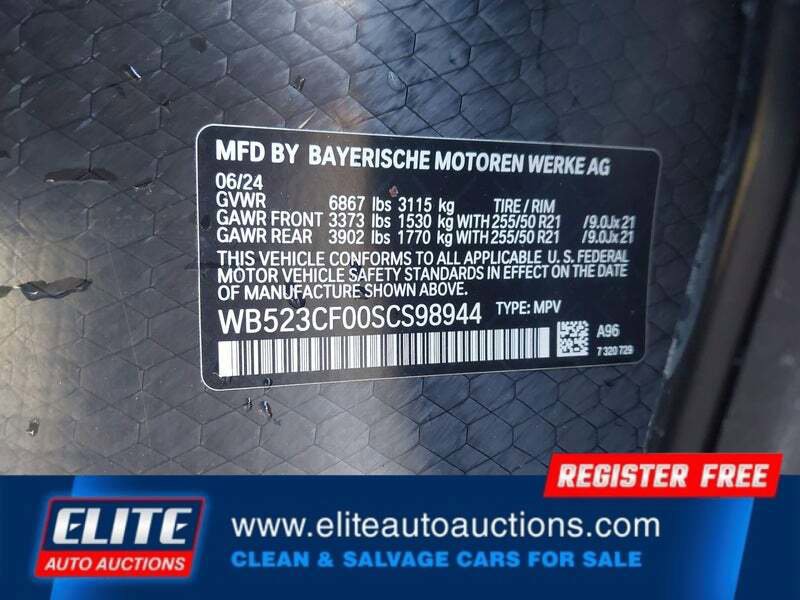 MFD BY BAYERISCHE MOTOREN WERKE AG
06/24
GVWR 6867 lbs 3115 kg TIRE / RIM
GAWR FRONT 3373 lbs 1530 kg WITH 255/50 R21 /9.0Jx21
GAWR REAR 3902 lbs 1770 kg WITH 255/50 R21 /9.0Jx21
THIS VEHICLE CONFORMS TO ALL APPLICABLE U. S. FEDERAL
MOTOR VEHICLE SAFETY STANDARDS IN EFFECT ON THE DATE
OF MANUFACTURE SHOWN ABOVE.
WB523CF00SCS98944 TYPE: MPV
A96
7 320 729
REGISTER FREE
ELITE
AUTO AUCTIONS
www.eliteautoauctions.com
CLEAN & SALVAGE CARS FOR SALE